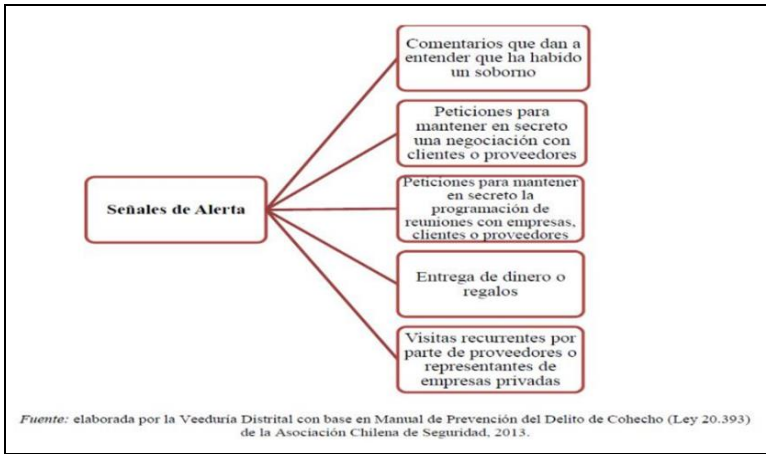 Comentarios que dan a
entender que ha habido
un soborno
Peticiones para
mantener en secreto
una negociación con
clientes o proveedores
Señales de Alerta
Peticiones para mantener
en secreto la
programación de
reuniones con empresas,
clientes o proveedores
Entrega de dinero o
regalos
Visitas recurrentes por
parte de proveedores o
representantes de
empresas privadas
Fuente: elaborada por la Veeduría Distrital con base en Manual de Prevención del Delito de Cohecho (Ley 20.393)
de la Asociación Chilena de Seguridad, 2013.